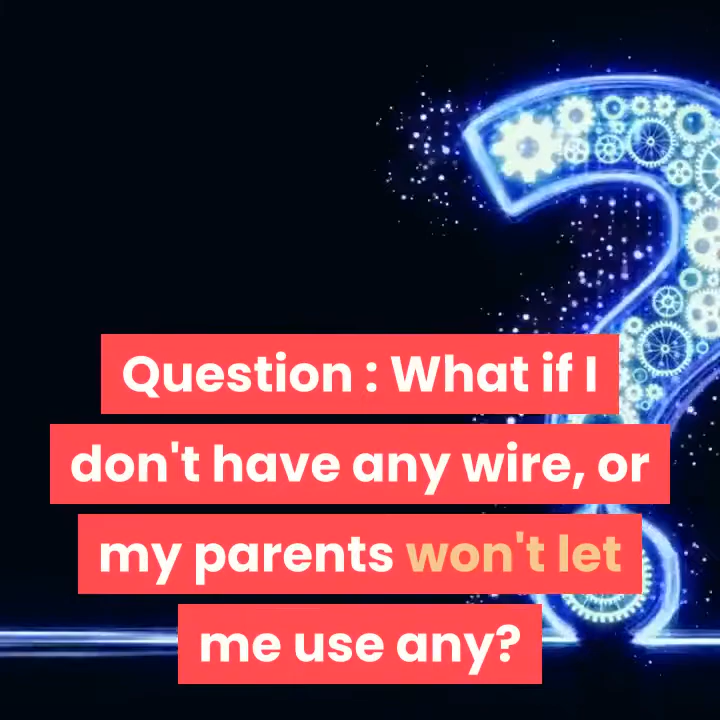 Question : What if I
don't have any wire, or
my parents won't let
me use any?